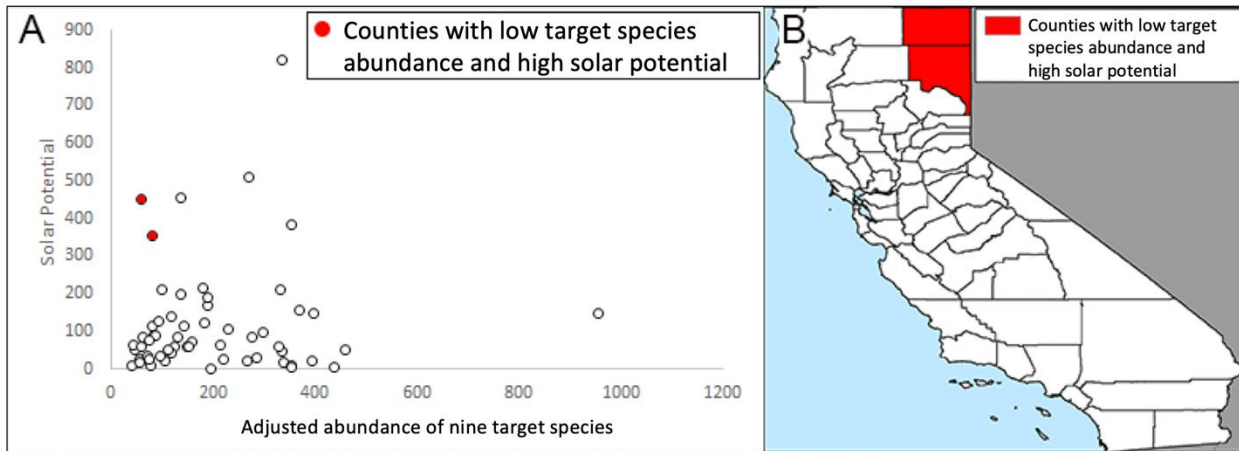 A
Counties with low target species
abundance and high solar potential
900
800
700
600
500
400
300
200
100
0
Solar Potential
0 200 400 600 800 1000 1200
Adjusted abundance of nine target species
B
Counties with low target
species abundance and
high solar potential